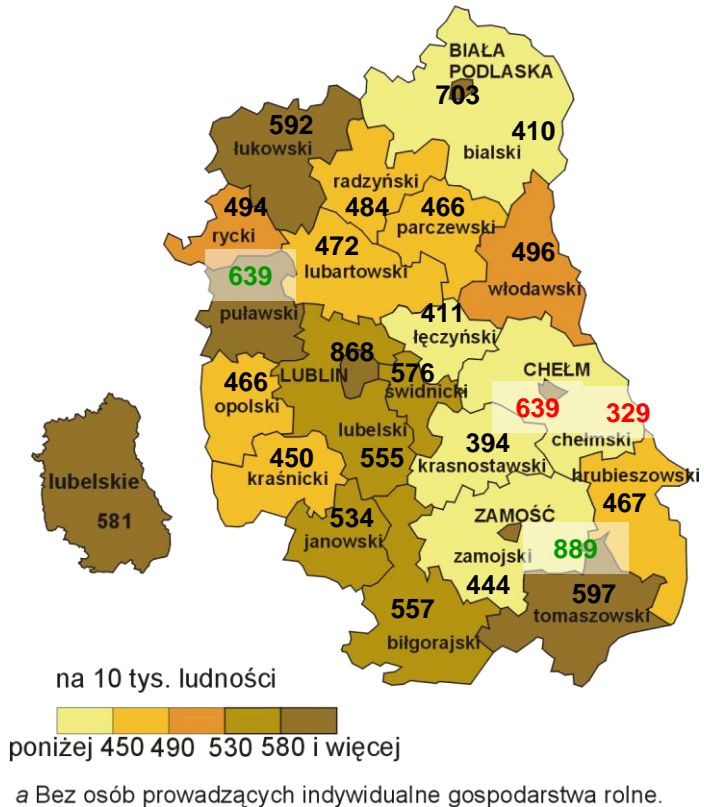 BIAŁA
PODLASKA
703
592
łukowski
410
bialski
radzyński
484
494
rycki
466
parczewski
472
lubartowski
496
włodawski
639
puławski
411
łęczyński
868
LUBLIN
576
świdnicki
CHEŁM
639
329
chełmski
466
opolski
lubelski
555
394
krasnostawski
450
kraśnicki
hrubieszowski
467
lubelskie
581
534
janowski
ZAMOŚĆ
zamojski
889
444
557
biłgorajski
597
tomaszowski
na 10 tys. ludności
poniżej 450 490 530 580 i więcej
a Bez osób prowadzących indywidualne gospodarstwa rolne.